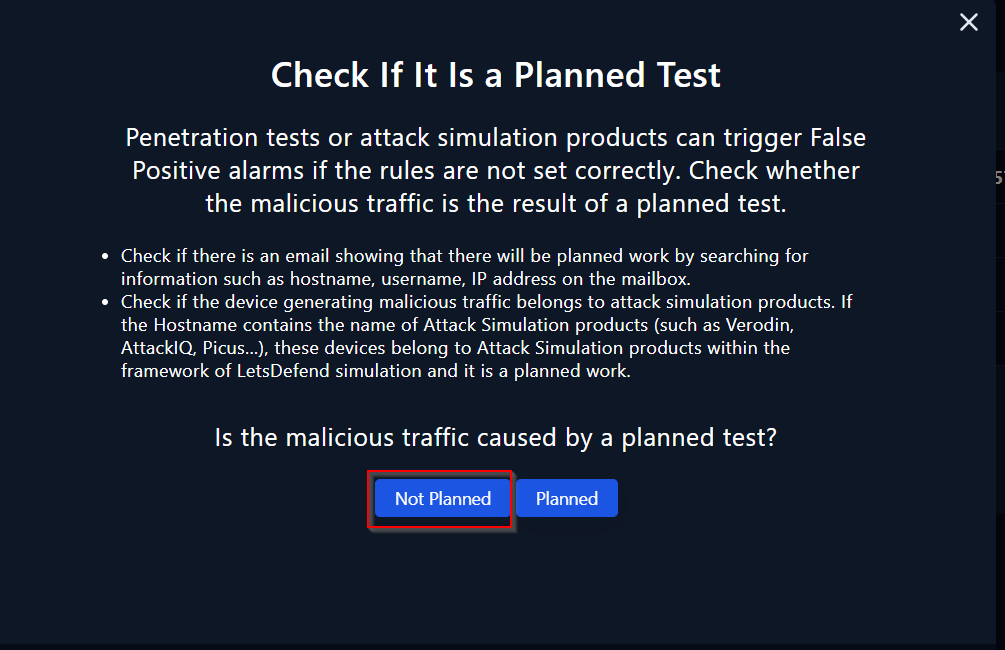 Check If It Is a Planned Test
Penetration tests or attack simulation products can trigger False
Positive alarms if the rules are not set correctly. Check whether
the malicious traffic is the result of a planned test.
• Check if there is an email showing that there will be planned work by searching for
information such as hostname, username, IP address on the mailbox.
• Check if the device generating malicious traffic belongs to attack simulation products. If
the Hostname contains the name of Attack Simulation products (such as Verodin,
AttackIQ, Picus...), these devices belong to Attack Simulation products within the
framework of LetsDefend simulation and it is a planned work.
Is the malicious traffic caused by a planned test?
Not Planned Planned